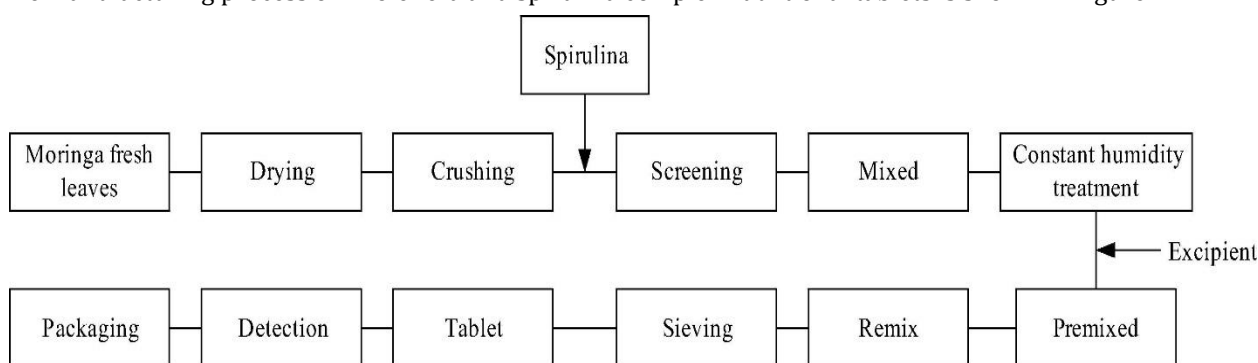 Spirulina
Moringa fresh
leaves
Drying
Crushing
Screening
Mixed
Constant humidity
treatment
Excipient
Packaging
Detection
Tablet
Sieving
Remix
Premixed